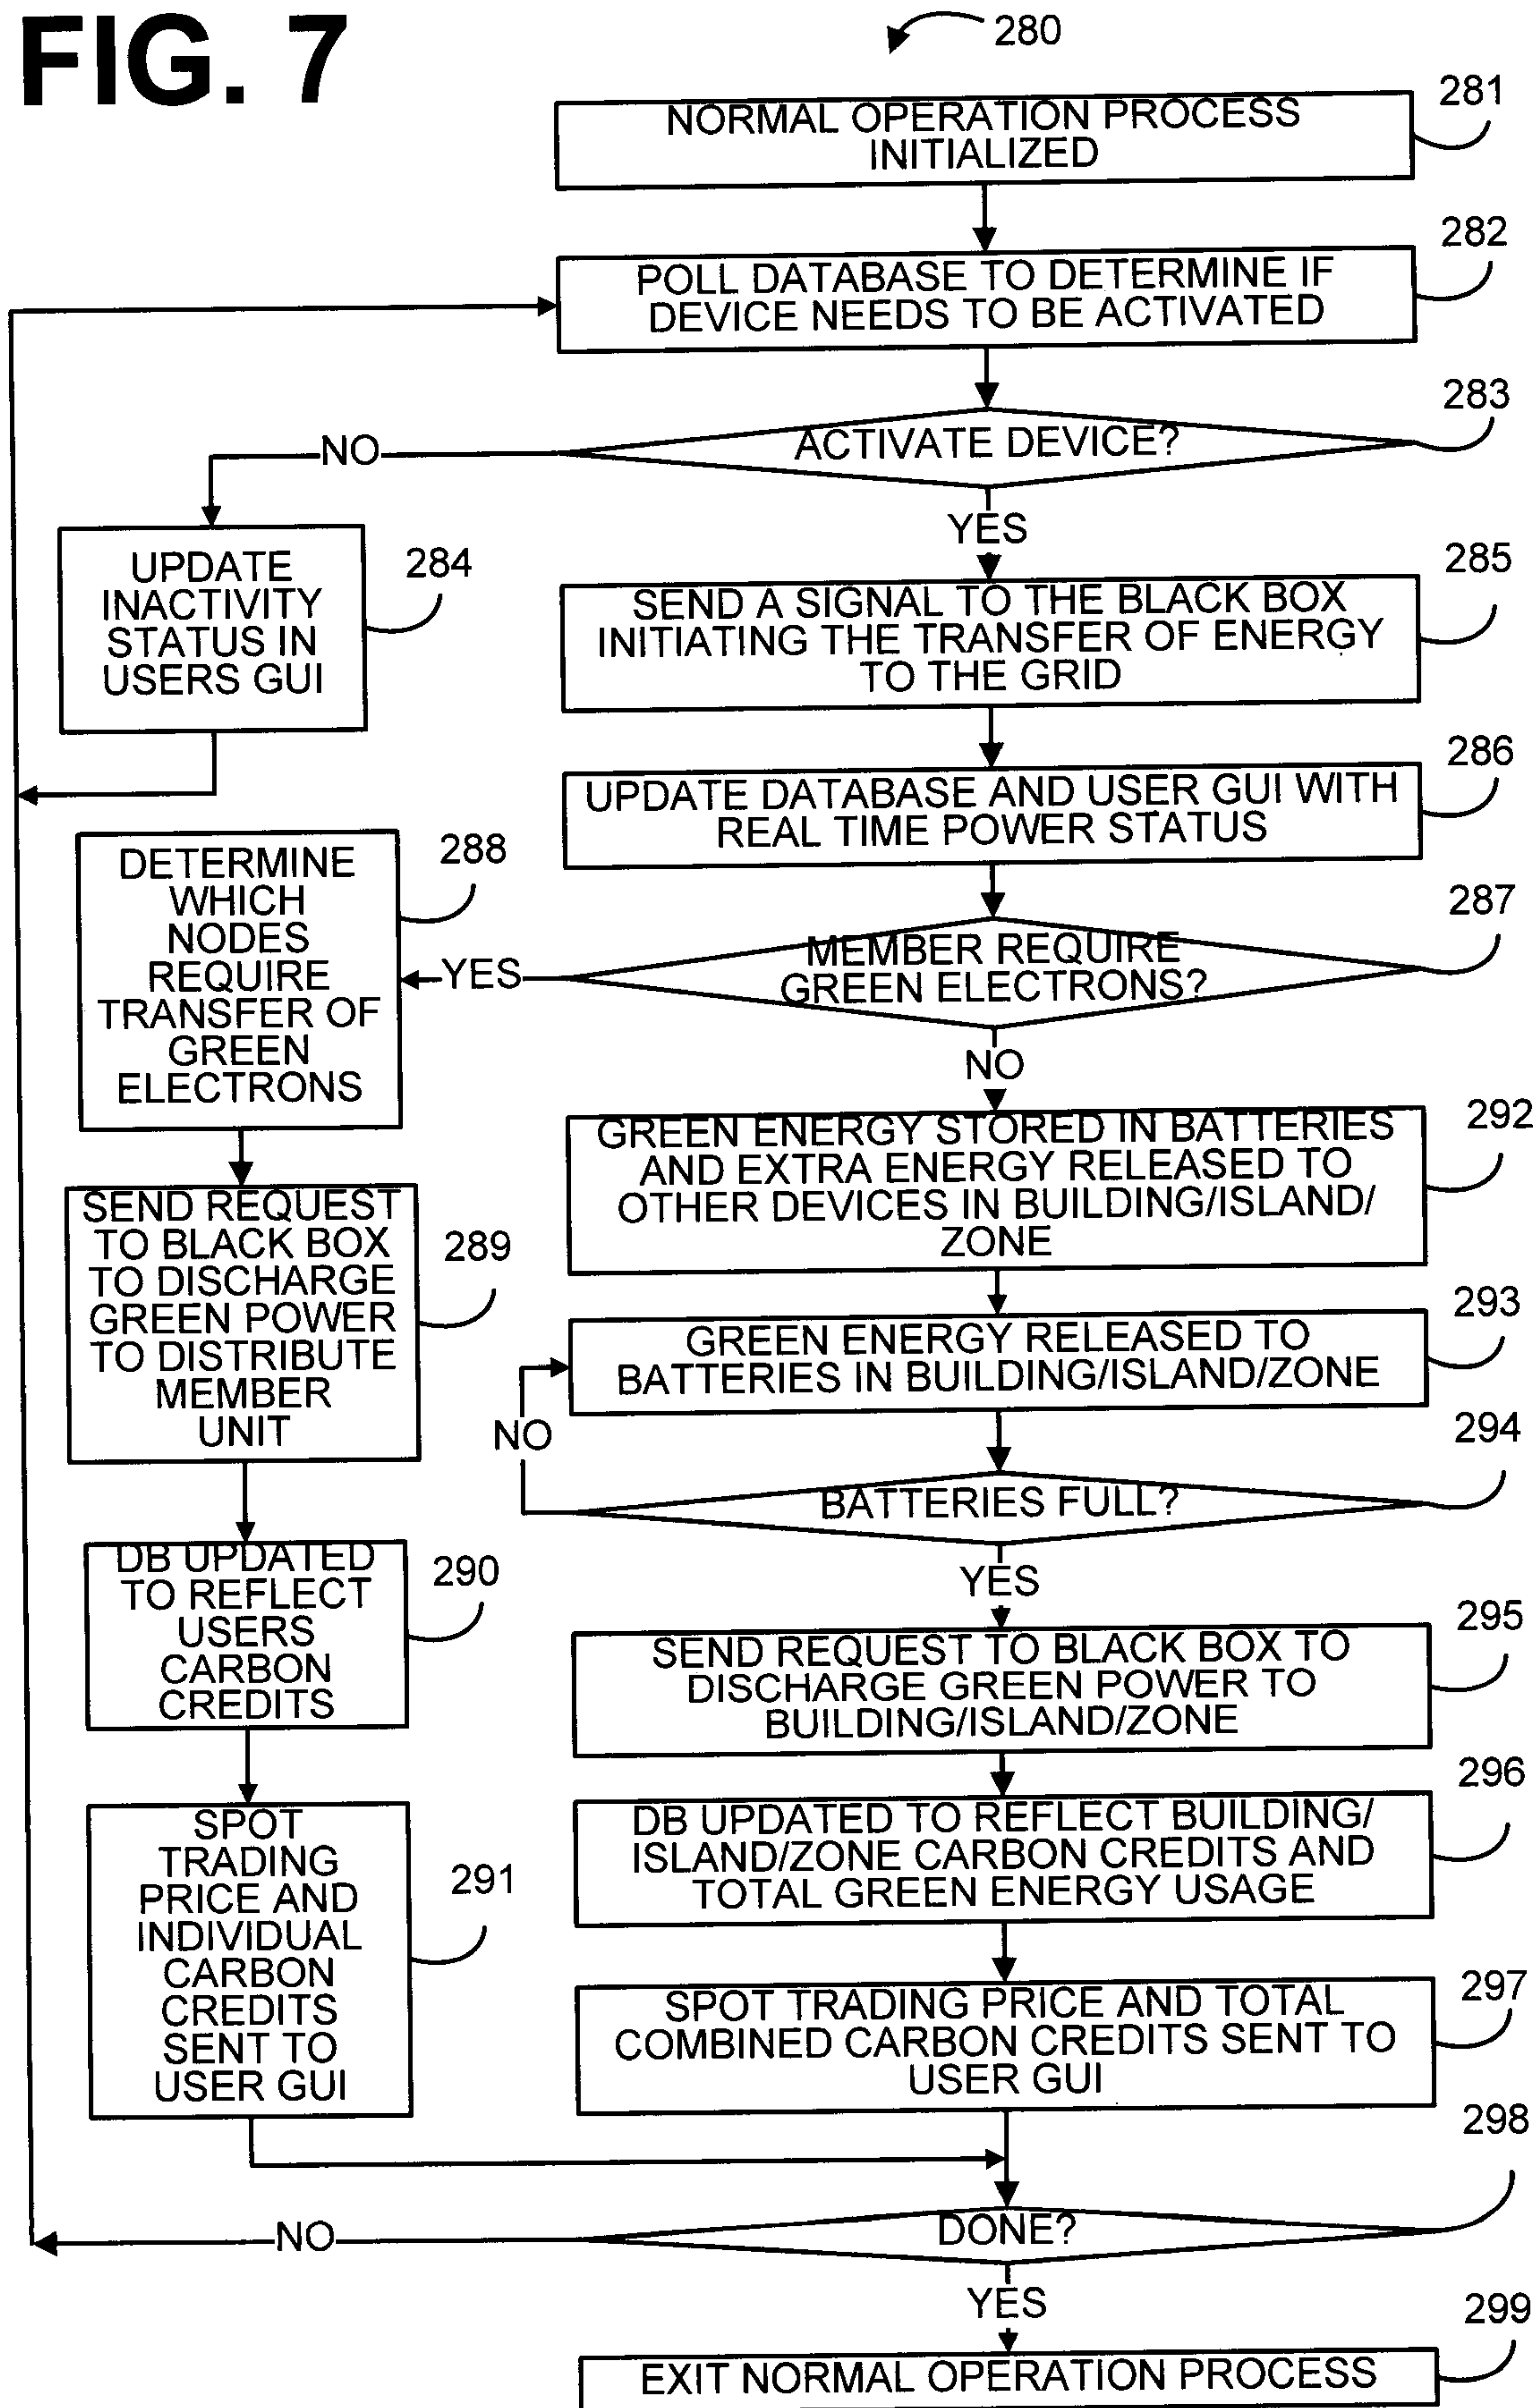 FIG. 7
280
NORMAL OPERATION PROCESS
INITIALIZED
281
POLL DATABASE TO DETERMINE IF
DEVICE NEEDS TO BE ACTIVATED
282
ACTIVATE DEVICE?
283
NO
YES
UPDATE
INACTIVITY
STATUS IN
USERS GUI
284
SEND A SIGNAL TO THE BLACK BOX
INITIATING THE TRANSFER OF ENERGY
TO THE GRID
285
UPDATE DATABASE AND USER GUI WITH
REAL TIME POWER STATUS
286
MEMBER REQUIRE
GREEN ELECTRONS?
287
YES
NO
DETERMINE
WHICH
NODES
REQUIRE
TRANSFER OF
GREEN
ELECTRONS
288
SEND REQUEST
TO BLACK BOX
TO DISCHARGE
GREEN POWER
TO DISTRIBUTE
MEMBER
UNIT
289
DB UPDATED
TO REFLECT
USERS
CARBON
CREDITS
290
SPOT
TRADING
PRICE AND
INDIVIDUAL
CARBON
CREDITS
SENT TO
USER GUI
291
GREEN ENERGY STORED IN BATTERIES
AND EXTRA ENERGY RELEASED TO
OTHER DEVICES IN BUILDING/ISLAND/
ZONE
292
GREEN ENERGY RELEASED TO
BATTERIES IN BUILDING/ISLAND/ZONE
293
NO
BATTERIES FULL?
294
YES
SEND REQUEST TO BLACK BOX TO
DISCHARGE GREEN POWER TO
BUILDING/ISLAND/ZONE
295
DB UPDATED TO REFLECT BUILDING/
ISLAND/ZONE CARBON CREDITS AND
TOTAL GREEN ENERGY USAGE
296
SPOT TRADING PRICE AND TOTAL
COMBINED CARBON CREDITS SENT TO
USER GUI
297
DONE?
298
NO
YES
EXIT NORMAL OPERATION PROCESS
299